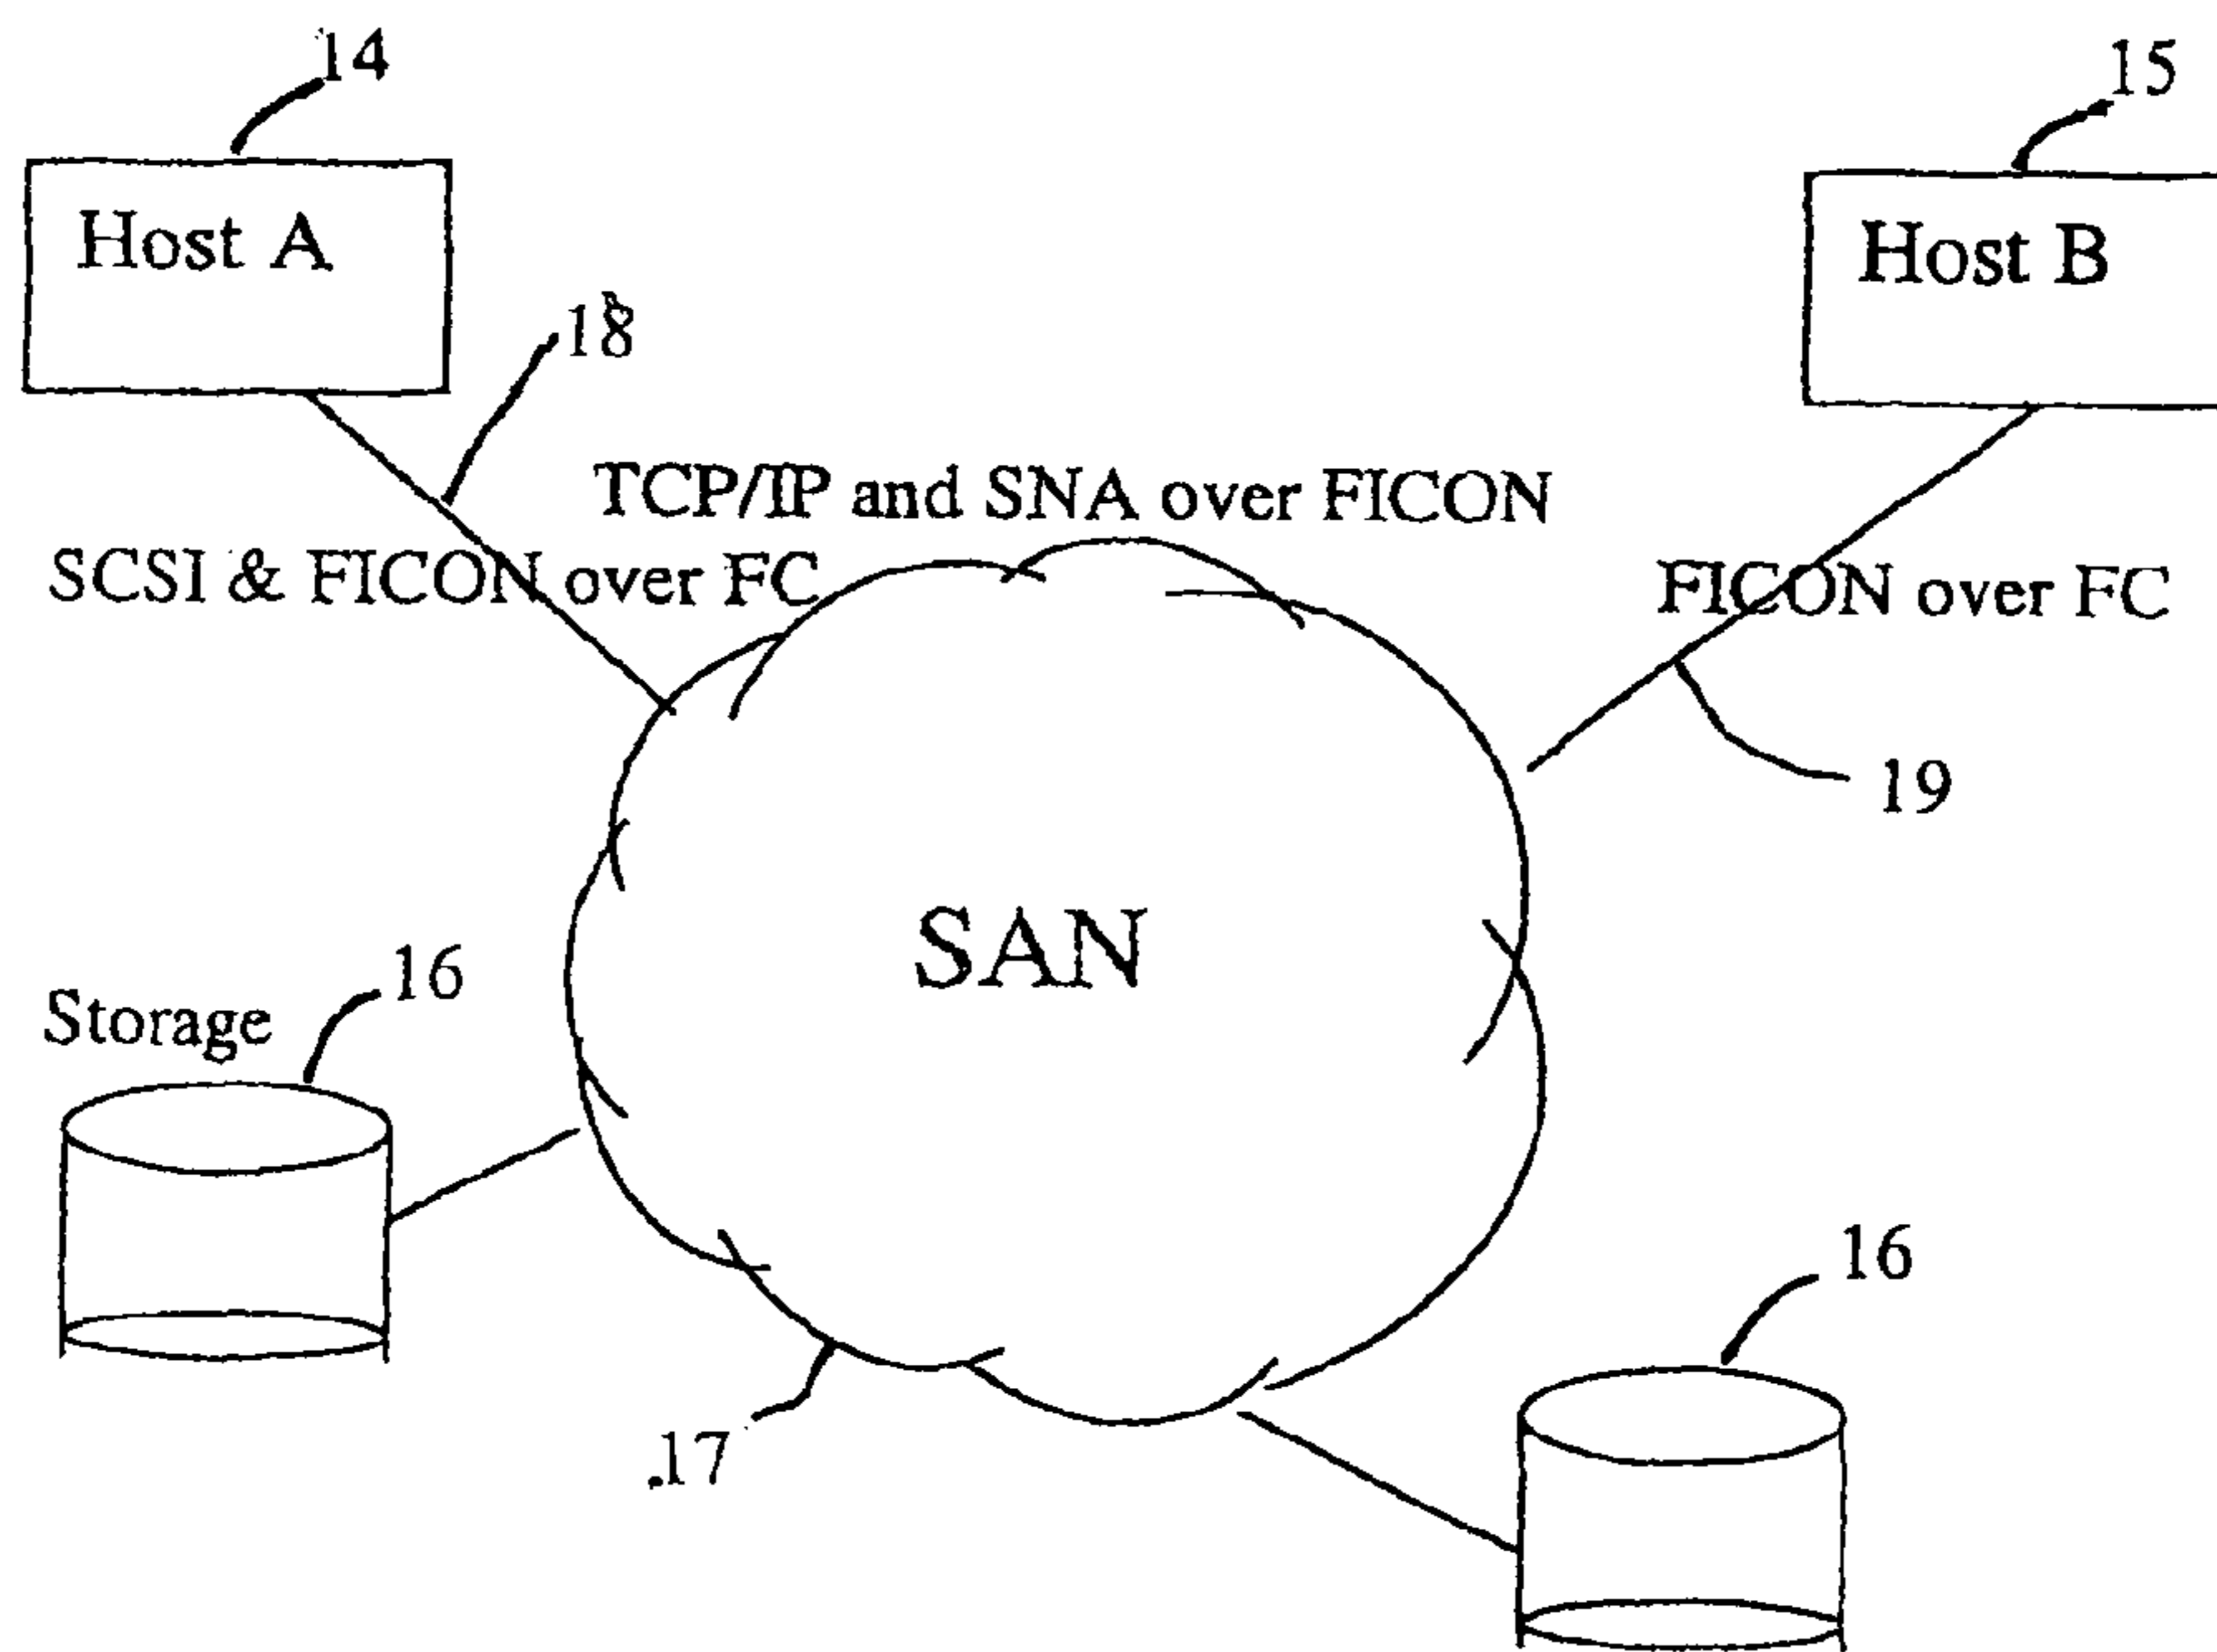 14
15
Host A
Host B
18
TCP/IP and SNA over FICON
SCSI & FICON over FC
FICON over FC
19
SAN
16
Storage
16
.17